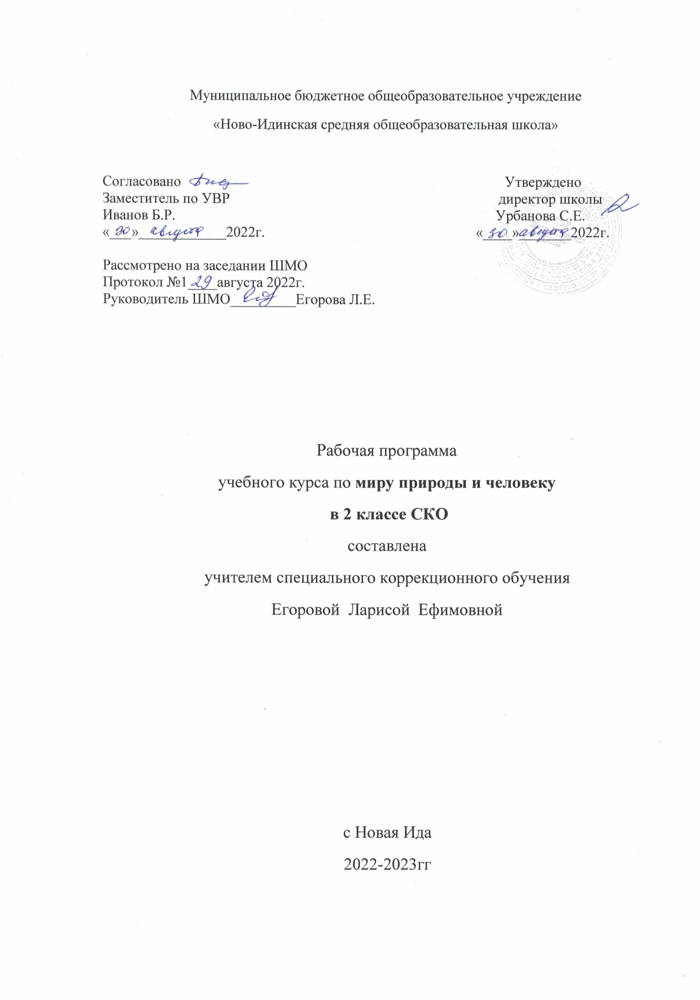 Муниципальное бюджетное общеобразовательное учреждение
«Ново-Идинская средняя общеобразовательная школа»
Согласовано
Заместитель по УВР
Иванов Б.Р.
«30» августа 2022г.
Утверждено
директор школы
Урбанова С.Е.
«30» августа 2022г.
Рассмотрено на заседании ШМО
Протокол №1 29 августа 2022г.
Руководитель ШМО__________Егорова Л.Е.
Рабочая программа
учебного курса по миру природы и человеку
в 2 классе СКО
составлена
учителем специального коррекционного обучения
Егоровой Ларисой Ефимовной
с Новая Ида
2022-2023гг